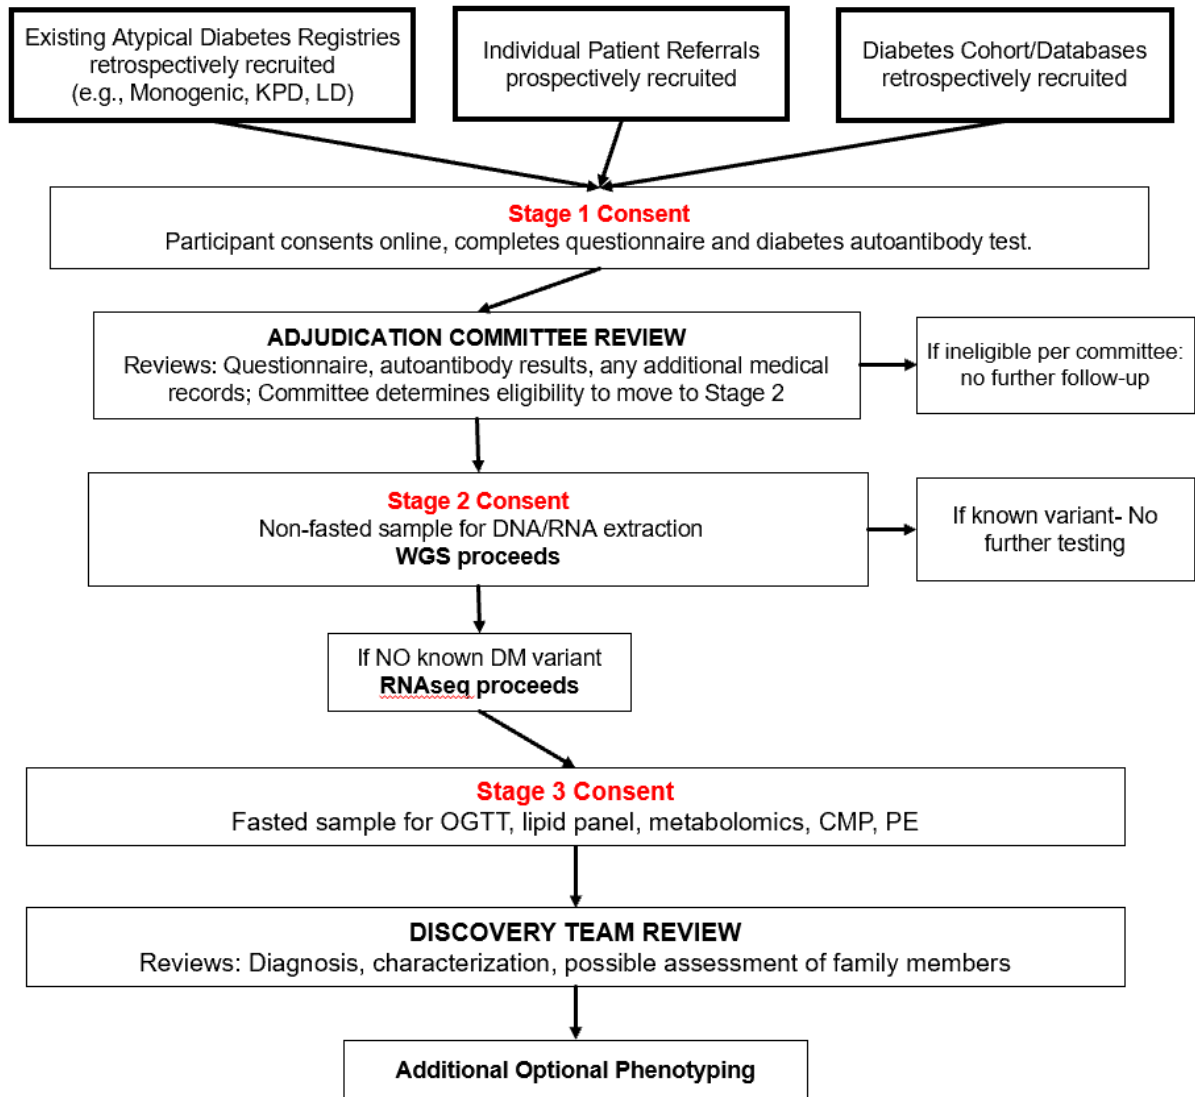 Existing Atypical Diabetes Registries
retrospectively recruited
(e.g., Monogenic, KPD, LD)
Individual Patient Referrals
prospectively recruited
Diabetes Cohort/Databases
retrospectively recruited
Stage 1 Consent
Participant consents online, completes questionnaire and diabetes autoantibody test.
ADJUDICATION COMMITTEE REVIEW
Reviews: Questionnaire, autoantibody results, any additional medical
records; Committee determines eligibility to move to Stage 2
If ineligible per committee:
no further follow-up
Stage 2 Consent
Non-fasted sample for DNA/RNA extraction
WGS proceeds
If known variant- No
further testing
If NO known DM variant
RNAseq proceeds
Stage 3 Consent
Fasted sample for OGTT, lipid panel, metabolomics, CMP, PE
DISCOVERY TEAM REVIEW
Reviews: Diagnosis, characterization, possible assessment of family members
Additional Optional Phenotyping